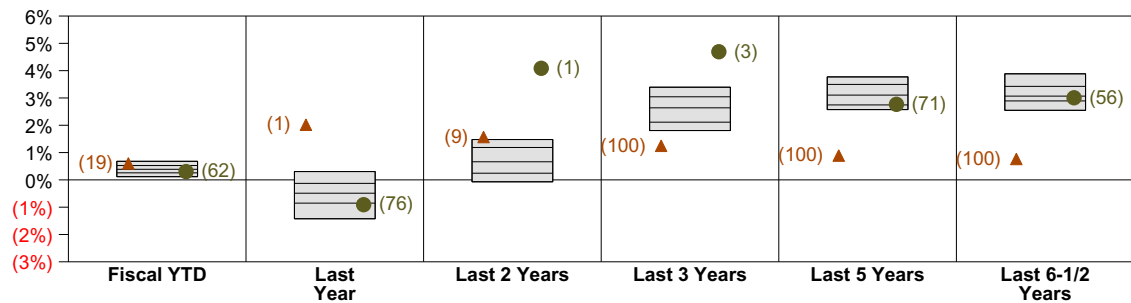 6%
5%
4%
3%
2%
1%
0%
(1%)
(2%)
(3%)
(19)
(62)
(1)
(76)
(9)
(1)
(100)
(3)
(100)
(71)
(100)
(56)
Fiscal YTD
Last
Year
Last 2 Years
Last 3 Years
Last 5 Years
Last 6-1/2
Years